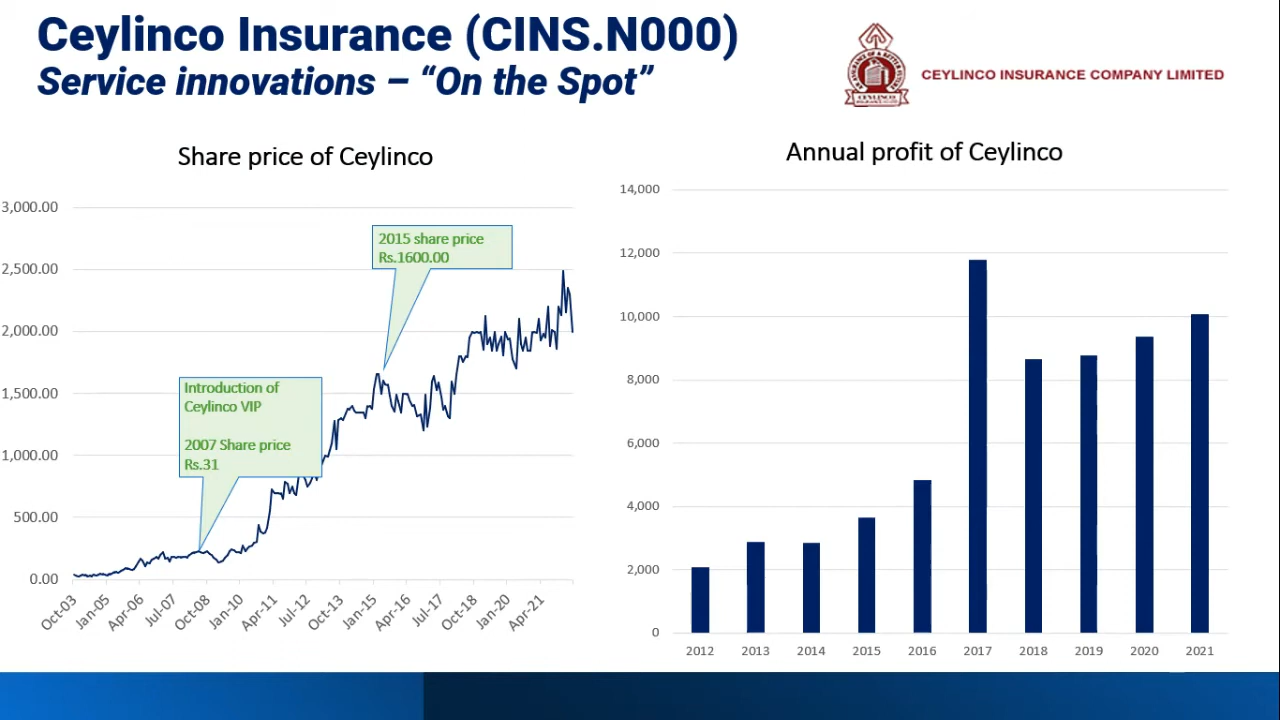 Ceylinco Insurance (CINS.N000)
Service innovations – “On the Spot”
CEYLINCO INSURANCE COMPANY LIMITED
Share price of Ceylinco
3,000.00
2,500.00
2,000.00
1,500.00
1,000.00
500.00
0.00
2015 share price
Rs.1600.00
Introduction of
Ceylinco VIP
2007 Share price
Rs.31
Oct-03
Jan-05
Apr-06
Jul-07
Oct-08
Jan-10
Apr-11
Jul-12
Oct-13
Jan-15
Apr-16
Jul-17
Oct-18
Jan-20
Apr-21
Annual profit of Ceylinco
14,000
12,000
10,000
8,000
6,000
4,000
2,000
0
2012
2013
2014
2015
2016
2017
2018
2019
2020
2021